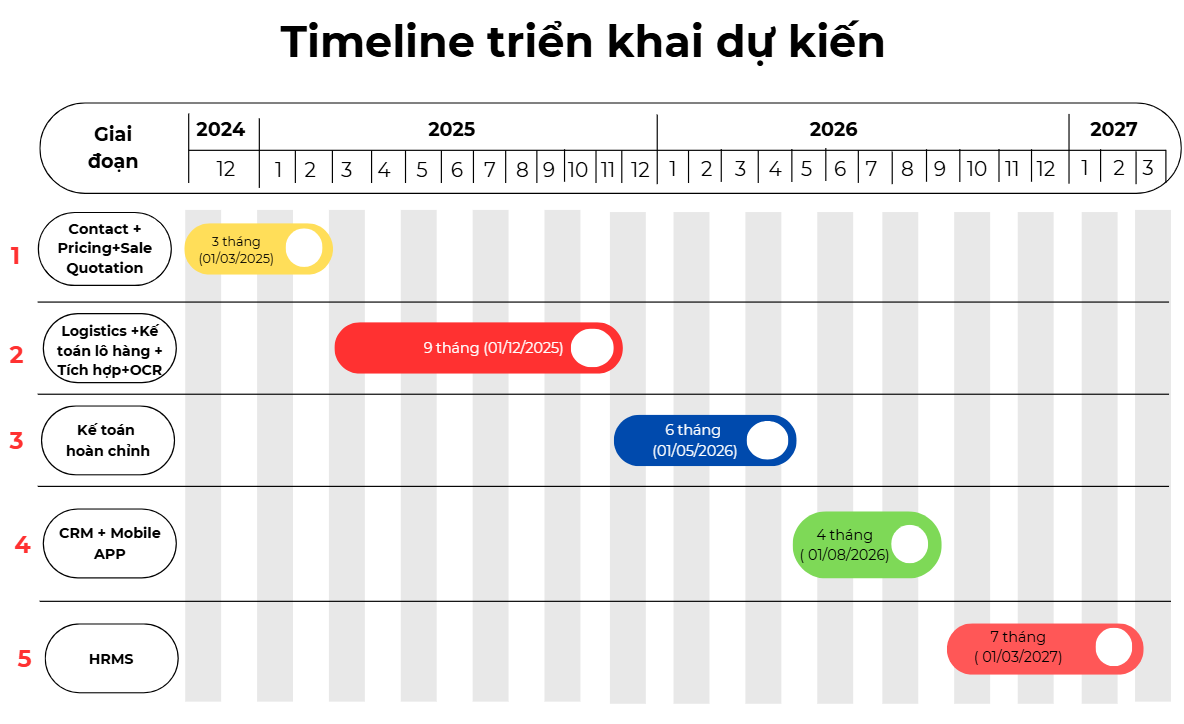 Timeline triển khai dự kiến
Giai
đoạn
2024 2025 2026 2027
12 1 2 3 4 5 6 7 8 9 10 11 12 1 2 3 4 5 6 7 8 9 10 11 12 1 2 3
1
Contact +
Pricing+Sale
Quotation
3 tháng
(01/03/2025)
2
Logistics +Kế
toán lô hàng +
Tích hợp+OCR
9 tháng (01/12/2025)
3
Kế toán
hoàn chỉnh
6 tháng
(01/05/2026)
4
CRM + Mobile
APP
4 tháng
( 01/08/2026)
5
HRMS
7 tháng
( 01/03/2027)